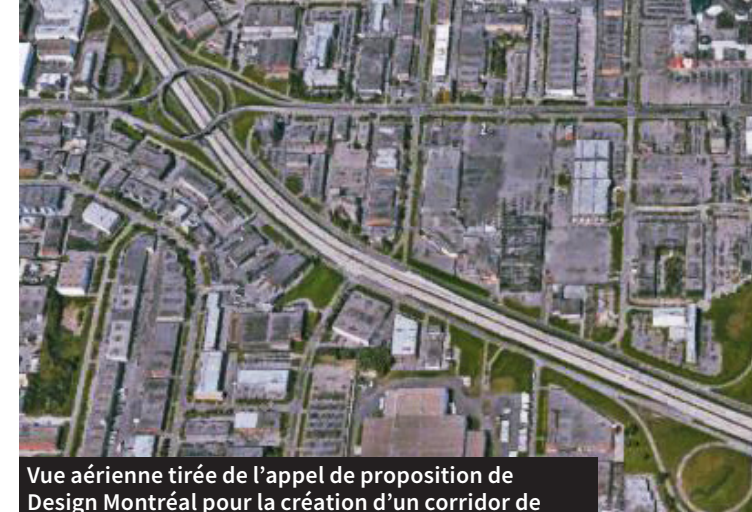 Vue aérienne tirée de l’appel de proposition de
Design Montréal pour la création d’un corridor de